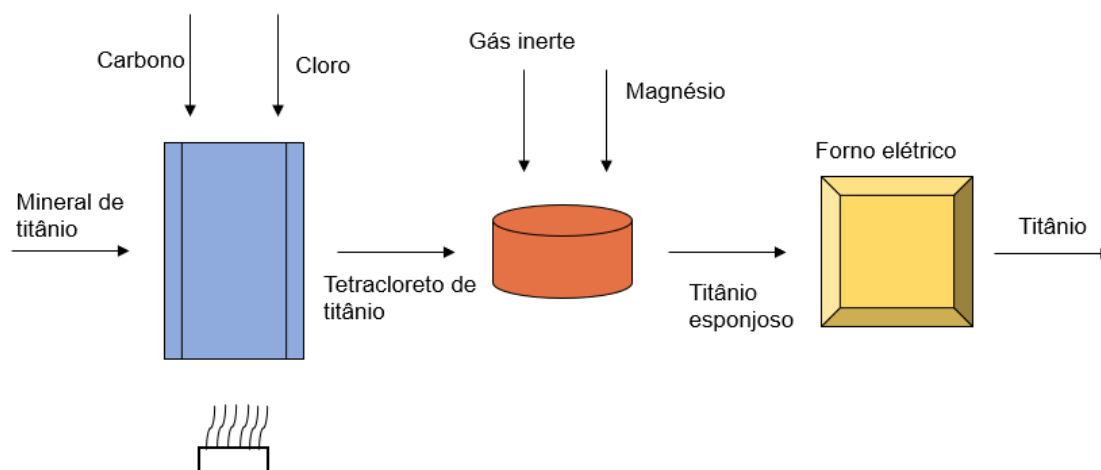 Carbono
Cloro
Gás inerte
Magnésio
Mineral de
titânio
Tetracloreto de
titânio
Titânio
esponjoso
Forno elétrico
Titânio